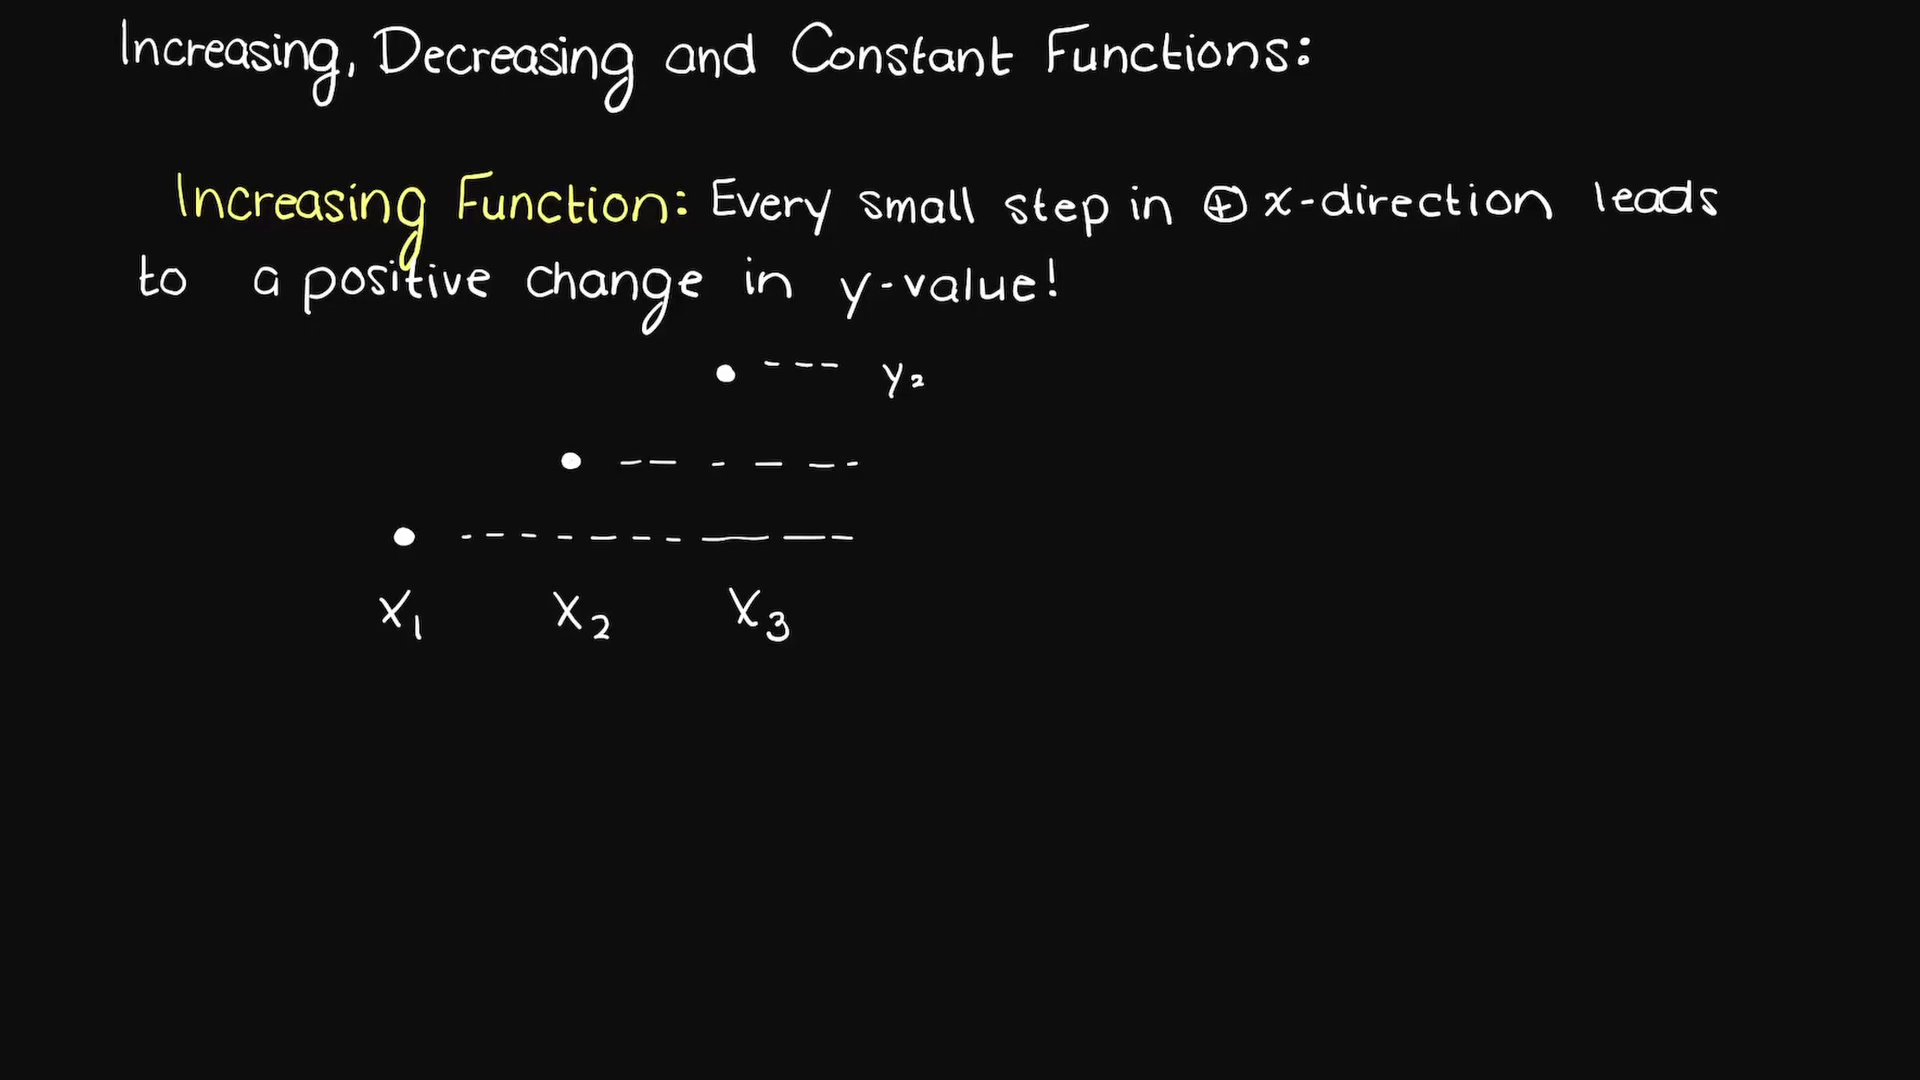 Increasing, Decreasing and Constant Functions:
Increasing Function: Every small step in ⊕ x-direction leads
to a positive change in y-value!
y₂
x₁ x₂ x₃